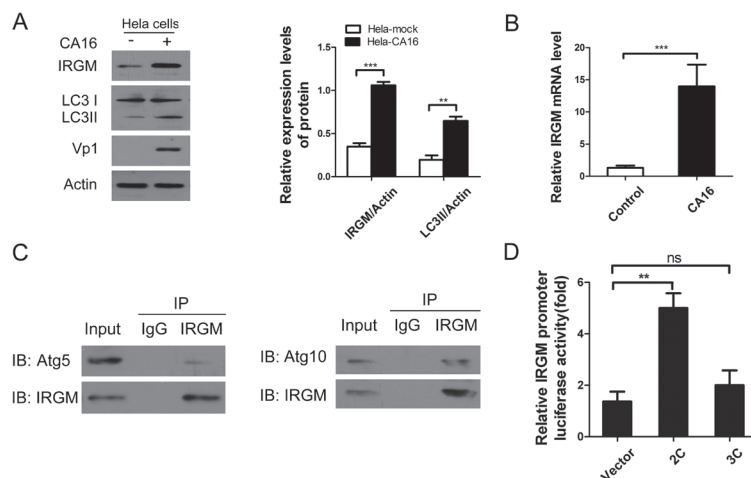 A
Hela cells
CA16 - +
IRGM
LC3 I
LC3II
Vp1
Actin
Hela-mock
Hela-CA16
Relative expression levels
of protein
1.5
1.0
0.5
0.0
***
**
IRGM/Actin
LC3II/Actin
B
Relative IRGM mRNA level
20
15
10
5
0
***
Control
CA16
C
IP
Input IgG IRGM
IB: Atg5
IB: IRGM
IP
Input IgG IRGM
IB: Atg10
IB: IRGM
D
Relative IRGM promoter
luciferase activity(fold)
6
4
2
0
ns
**
Vector
2C
3C